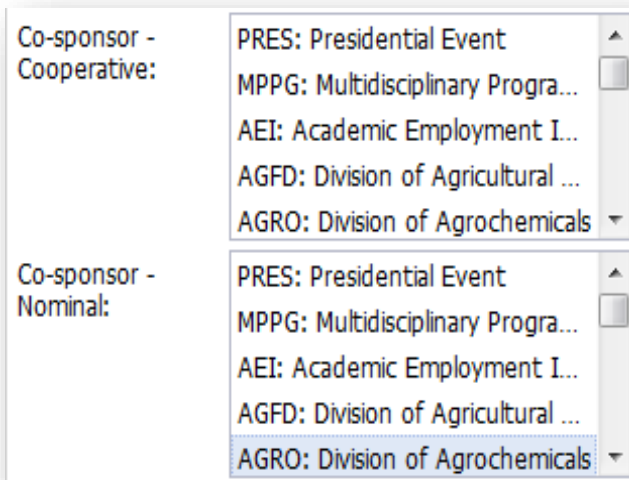 Co-sponsor -
Cooperative:
PRES: Presidential Event
MPPG: Multidisciplinary Progra...
AEI: Academic Employment I...
AGFD: Division of Agricultural ...
AGRO: Division of Agrochemicals
Co-sponsor -
Nominal:
PRES: Presidential Event
MPPG: Multidisciplinary Progra...
AEI: Academic Employment I...
AGFD: Division of Agricultural ...
AGRO: Division of Agrochemicals